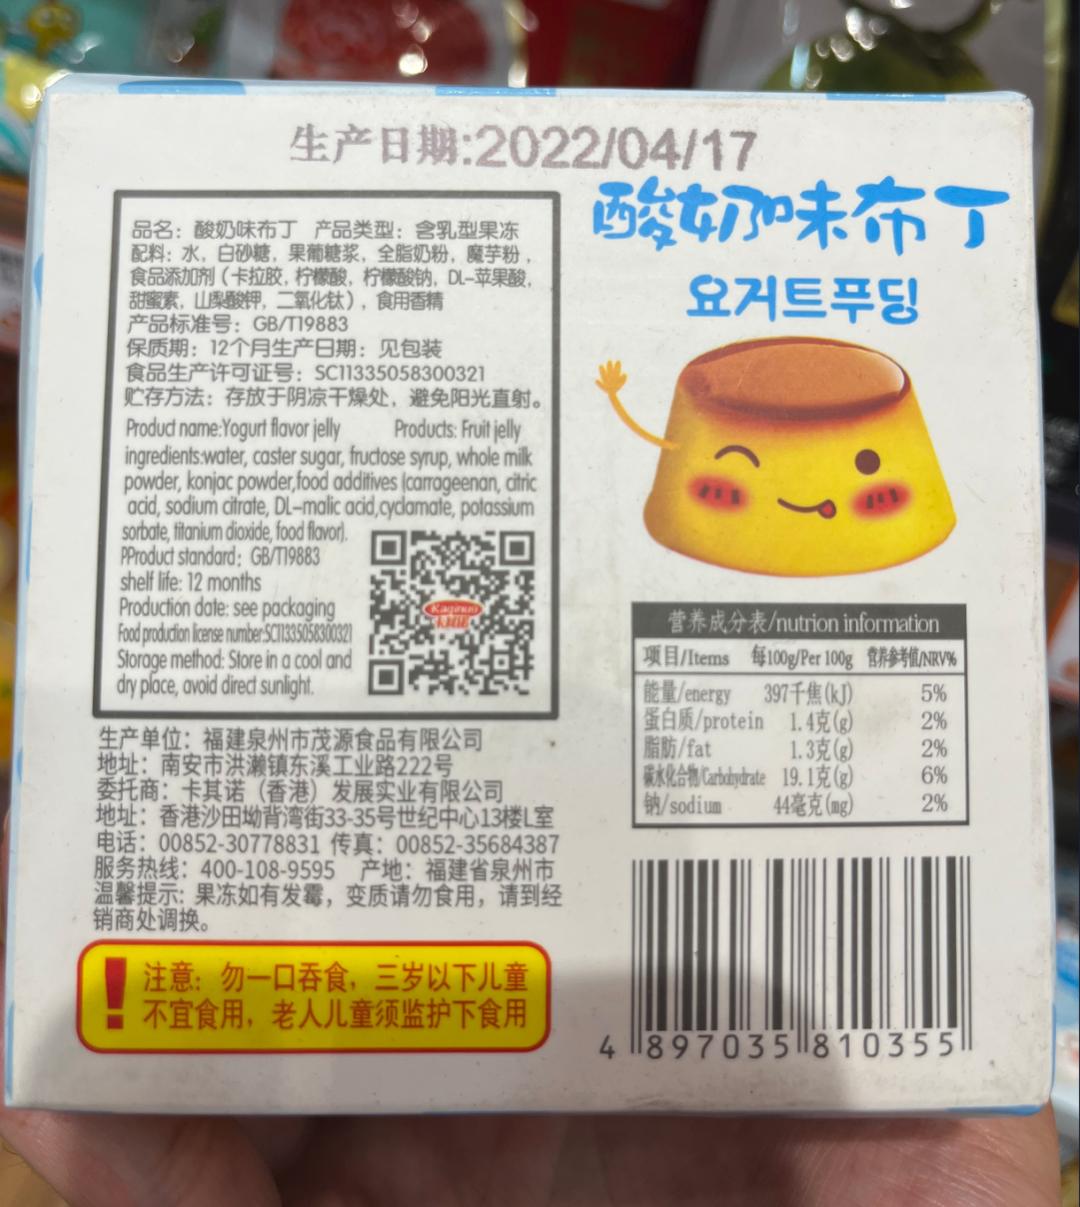 生产日期:2022/04/17
品名：酸奶味布丁 产品类型：含乳型果冻
配料：水，白砂糖，果葡糖浆，全脂奶粉，魔芋粉，
食品添加剂（卡拉胶，柠檬酸，柠檬酸钠，DL-苹果酸，
甜蜜素，山梨酸钾，二氧化钛），食用香精
产品标准号：GB/T19883
保质期：12个月生产日期：见包装
食品生产许可证号：SC11335058300321
贮存方法：存放于阴凉干燥处，避免阳光直射。
Product name:Yogurt flavor jelly Products: Fruit jelly
ingredients:water, caster sugar, fructose syrup, whole milk
powder, konjac powder,food additives (carrageenan, citric
acid, sodium citrate, DL-malic acid,cyclamate, potassium
sorbate, titanium dioxide, food flavor).
PProduct standard：GB/T19883
shelf life: 12 months
Production date: see packaging
Food production license number:SC11335058300321
Storage method: Store in a cool and
dry place, avoid direct sunlight.
Kaginuo
卡其诺
生产单位：福建泉州市茂源食品有限公司
地址：南安市洪濑镇东溪工业路222号
委托商：卡其诺（香港）发展实业有限公司
地址：香港沙田坳背湾街33-35号世纪中心13楼L室
电话：00852-30778831 传真：00852-35684387
服务热线：400-108-9595 产地：福建省泉州市
温馨提示：果冻如有发霉，变质请勿食用，请到经
销商处调换。
注意：勿一口吞食，三岁以下儿童
不宜食用，老人儿童须监护下食用
酸奶味布丁
요거트푸딩
营养成分表/nutrion information
项目/Items 每100g/Per 100g 营养参考值/NRV%
能量/energy 397千焦(kJ) 5%
蛋白质/protein 1.4克(g) 2%
脂肪/fat 1.3克(g) 2%
碳水化合物/Carbohydrate 19.1克(g) 6%
钠/sodium 44毫克(mg) 2%
4 897035 810355